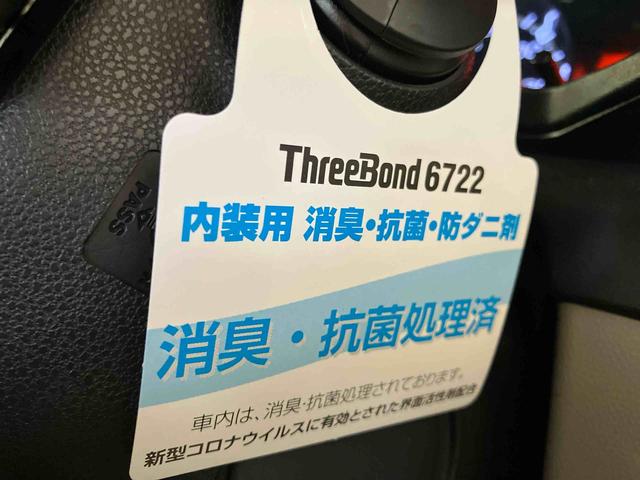 ThreeBond 6722
内装用 消臭・抗菌・防ダニ剤
消臭・抗菌処理済
車内は、消臭・抗菌処理されております。
新型コロナウイルスに有効とされた界面活性剤配合
PASS